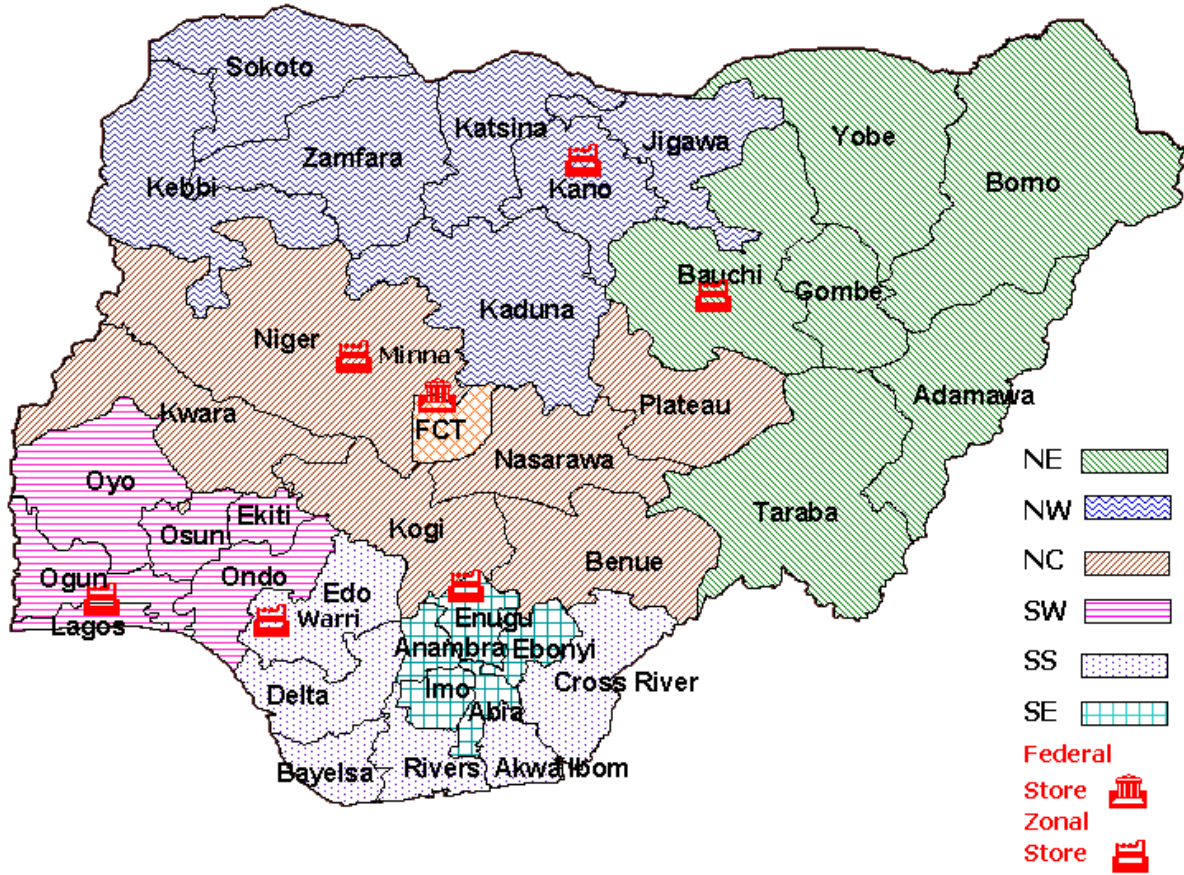 Sokoto
Katsina
Jigawa
Yobe
Zamfara
Kebbi
Kano
Borno
Bauchi
Gombe
Kaduna
Niger
Minna
Adamawa
Plateau
Kwara
FCT
Nasarawa
Oyo
Taraba
Ekiti
Osun
Kogi
Benue
Ogun
Ondo
Edo
Warri
Lagos
Enugu
Anambra
Ebonyi
Imo
Cross River
Delta
Abia
Bayelsa
Rivers
Akwa Ibom
NE
NW
NC
SW
SS
SE
Federal
Store
Zonal
Store